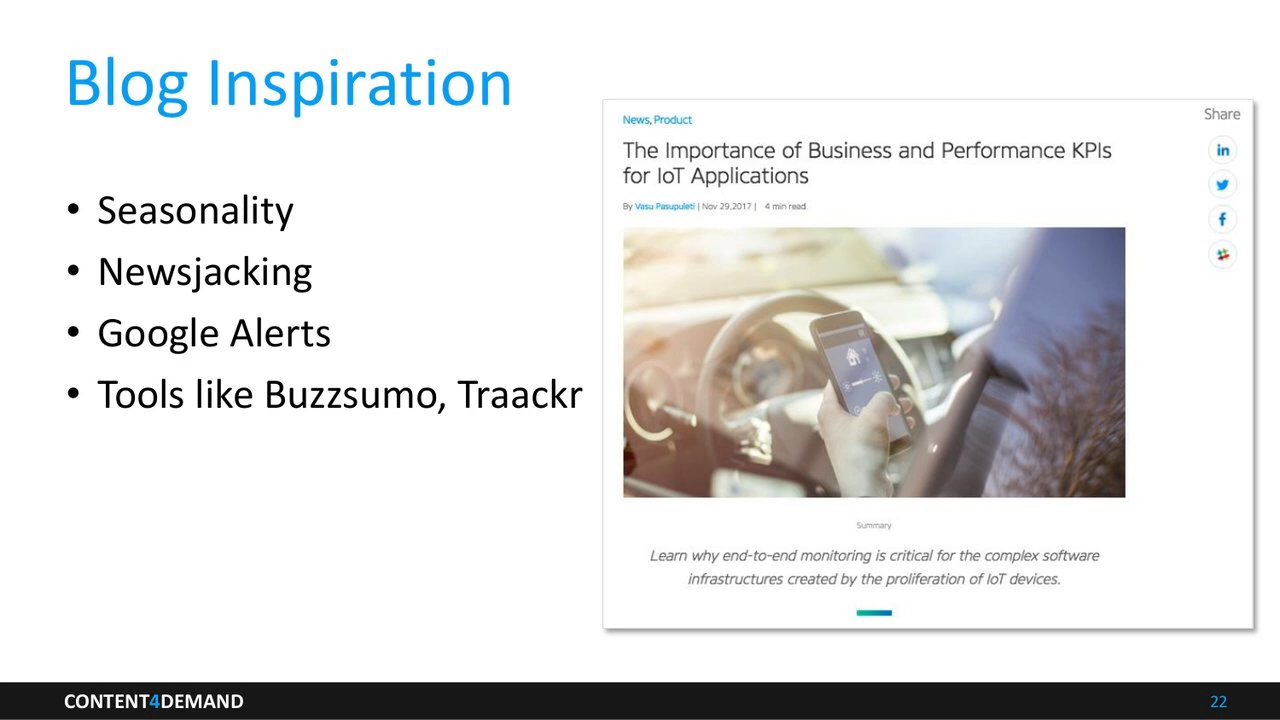 Blog Inspiration
• Seasonality
• Newsjacking
• Google Alerts
• Tools like Buzzsumo, Traackr
News, Product
Share
The Importance of Business and Performance KPIs
for IoT Applications
By Vasu Pasupuleti | Nov 29,2017 | 4 min read
Summary
Learn why end-to-end monitoring is critical for the complex software
infrastructures created by the proliferation of IoT devices.
CONTENT4DEMAND
22